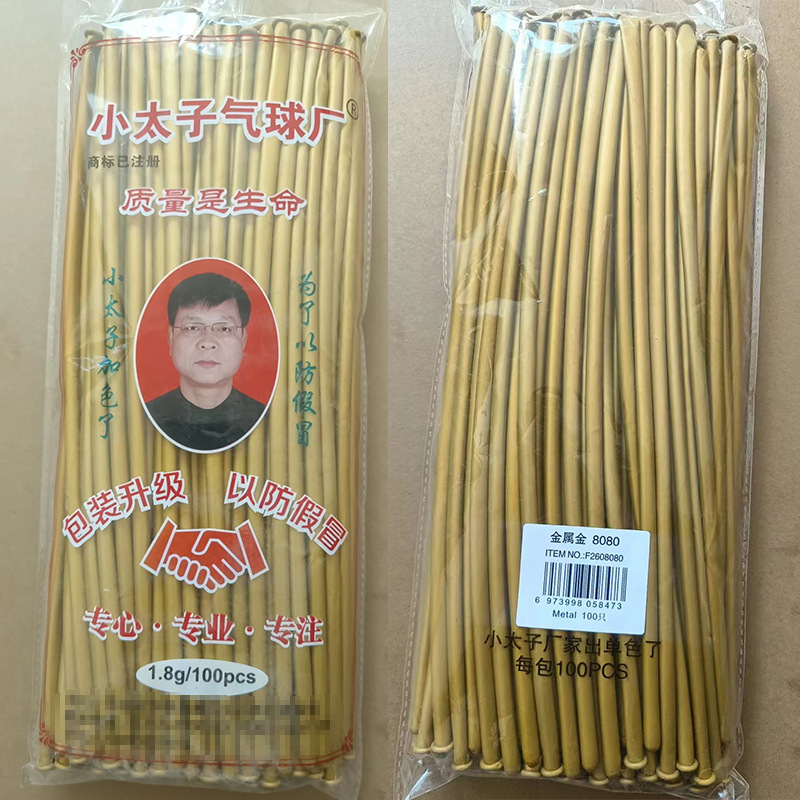 小太子气球厂®
商标已注册
质量是生命
小太子加色了
为了以防假冒
包装升级 以防假冒
专心·专业·专注
1.8g/100pcs
金属金 8080
ITEM NO.:F2608080
6 973998 058473
Metal 100只
小太子厂家出单色了
每包100PCS